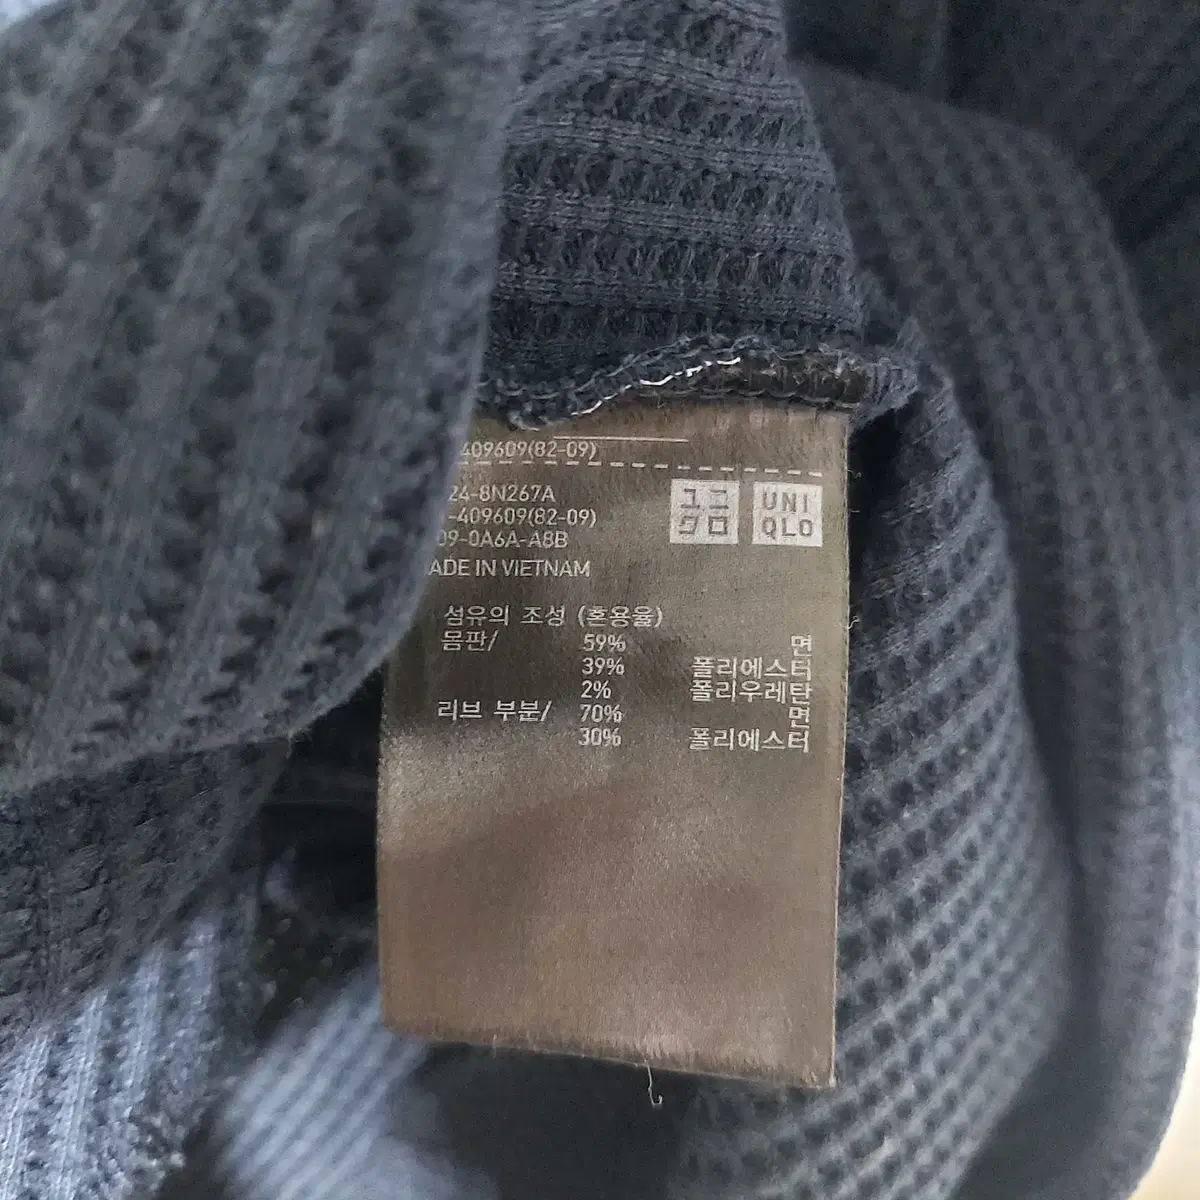 409609(82-09)
24-8N267A
-409609(82-09)
09-0A6A-A8B
ADE IN VIETNAM
ユニ
クロ
UNI
QLO
섬유의 조성 (혼용율)
몸판/ 59% 면
39% 폴리에스터
2% 폴리우레탄
리브 부분/ 70% 면
30% 폴리에스터